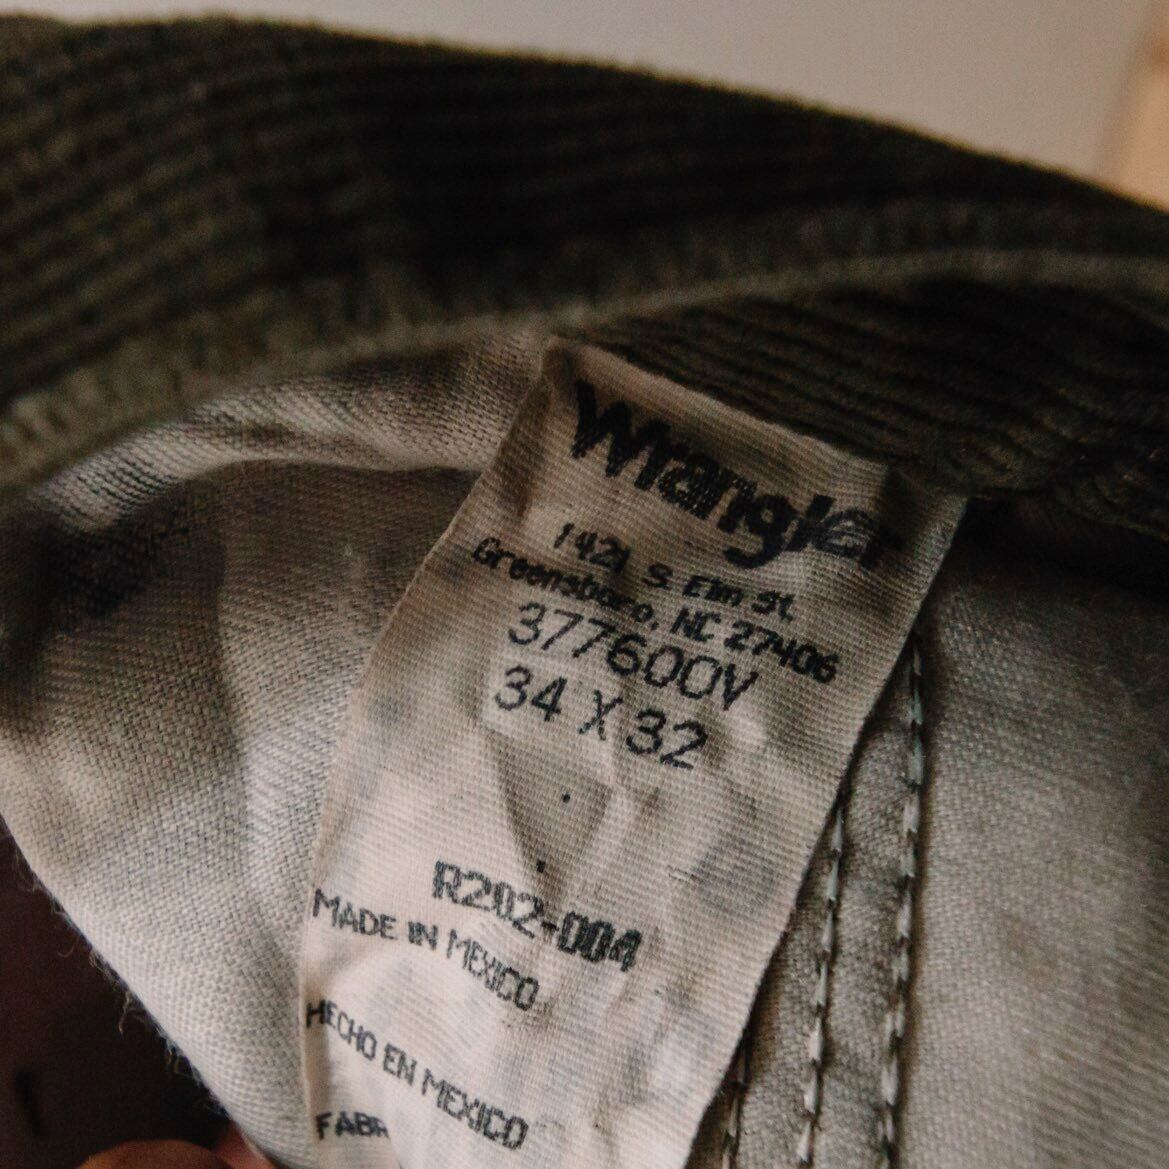 Wrangler
1421 S. Elm St.
Greensboro, NC 27406
377600V
34 X 32
R202-004
MADE IN MEXICO
HECHO EN MEXICO